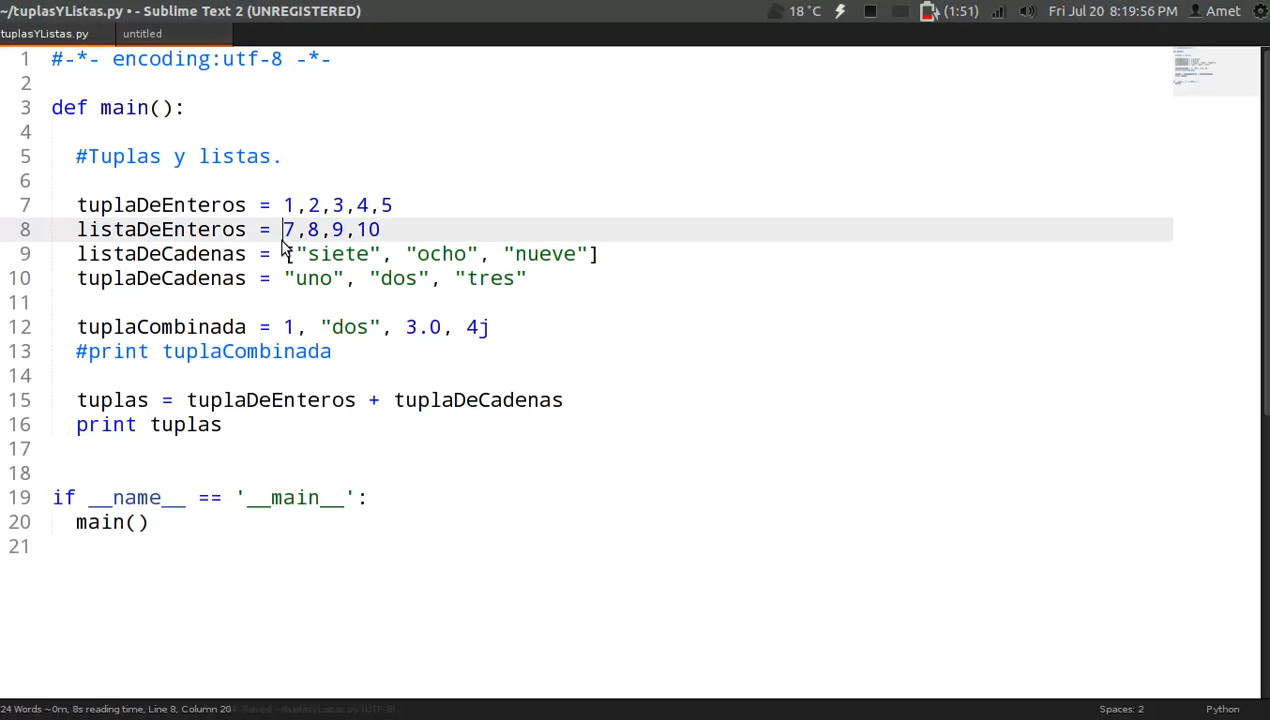 ~/tuplasYListas.py • - Sublime Text 2 (UNREGISTERED) 18 °C (1:51) Fri Jul 20 8:19:56 PM Amet
tuplasYListas.py untitled
1 #-*- encoding:utf-8 -*-
2
3 def main():
4
5 #Tuplas y listas.
6
7 tuplaDeEnteros = 1,2,3,4,5
8 listaDeEnteros = 7,8,9,10
9 listaDeCadenas = ["siete", "ocho", "nueve"]
10 tuplaDeCadenas = "uno", "dos", "tres"
11
12 tuplaCombinada = 1, "dos", 3.0, 4j
13 #print tuplaCombinada
14
15 tuplas = tuplaDeEnteros + tuplaDeCadenas
16 print tuplas
17
18
19 if __name__ == '__main__':
20 main()
21
24 Words ~0m, 8s reading time, Line 8, Column 20 Spaces: 2 Python